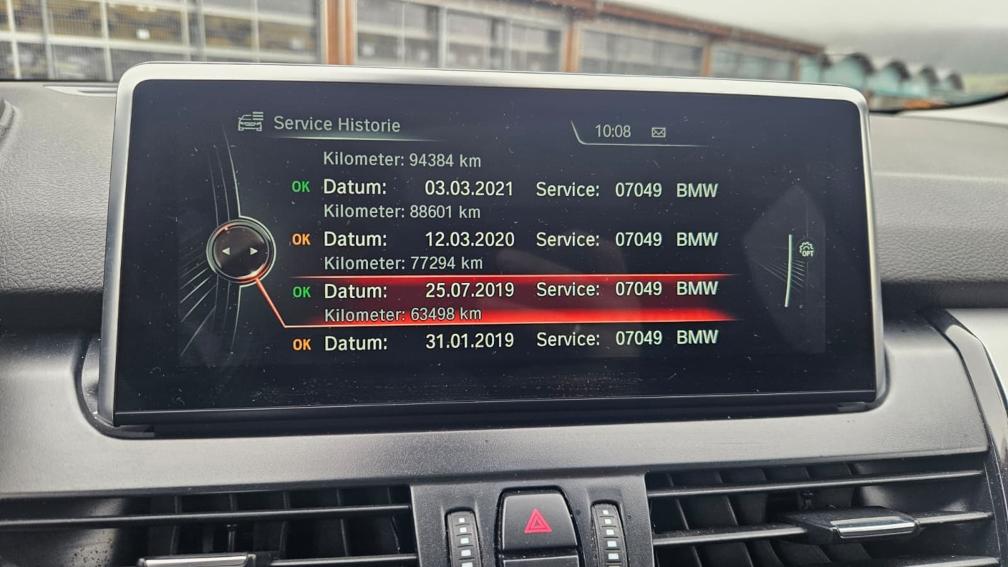 Service Historie
10:08
Kilometer: 94384 km
OK Datum: 03.03.2021 Service: 07049 BMW
Kilometer: 88601 km
OK Datum: 12.03.2020 Service: 07049 BMW
Kilometer: 77294 km
OK Datum: 25.07.2019 Service: 07049 BMW
Kilometer: 63498 km
OK Datum: 31.01.2019 Service: 07049 BMW
OPT